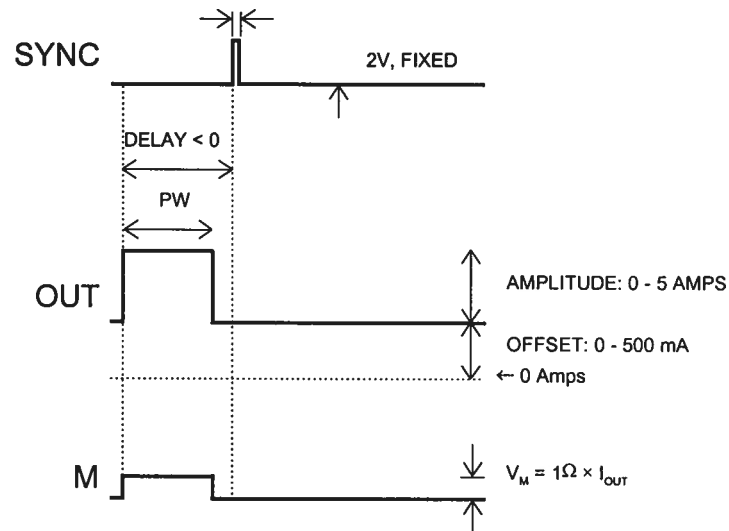 SYNC
2V, FIXED
DELAY < 0
PW
OUT
AMPLITUDE: 0 - 5 AMPS
OFFSET: 0 - 500 mA
← 0 Amps
M
V_M = 1Ω × I_OUT